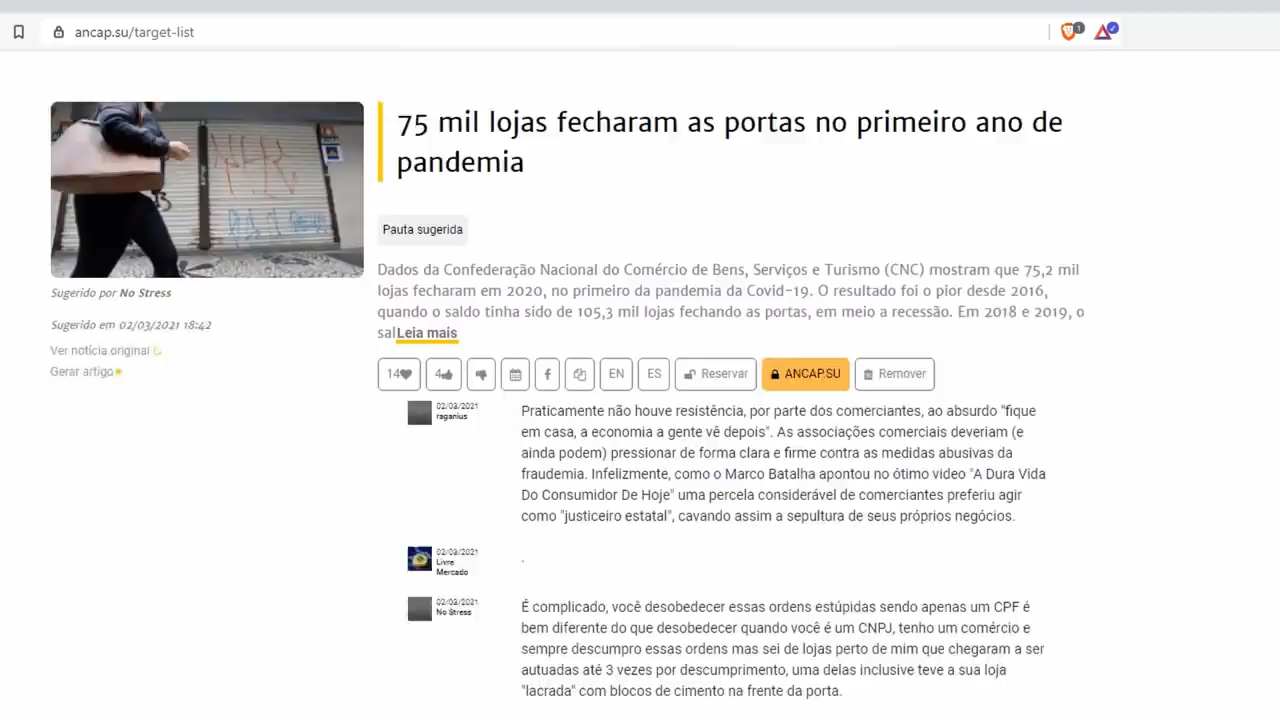 ancap.su/target-list
1
75 mil lojas fecharam as portas no primeiro ano de
pandemia
Pauta sugerida
Dados da Confederação Nacional do Comércio de Bens, Serviços e Turismo (CNC) mostram que 75,2 mil
lojas fecharam em 2020, no primeiro da pandemia da Covid-19. O resultado foi o pior desde 2016,
quando o saldo tinha sido de 105,3 mil lojas fechando as portas, em meio a recessão. Em 2018 e 2019, o
salLeia mais
Sugerido por No Stress
Sugerido em 02/03/2021 18:42
Ver notícia original
Gerar artigo
14 4 EN ES Reservar ANCAP.SU Remover
02/03/2021
raganius
Praticamente não houve resistência, por parte dos comerciantes, ao absurdo "fique
em casa, a economia a gente vê depois". As associações comerciais deveriam (e
ainda podem) pressionar de forma clara e firme contra as medidas abusivas da
fraudemia. Infelizmente, como o Marco Batalha apontou no ótimo video "A Dura Vida
Do Consumidor De Hoje" uma percela considerável de comerciantes preferiu agir
como "justiceiro estatal", cavando assim a sepultura de seus próprios negócios.
02/03/2021
Livre
Mercado
.
02/03/2021
No Stress
É complicado, você desobedecer essas ordens estúpidas sendo apenas um CPF é
bem diferente do que desobedecer quando você é um CNPJ, tenho um comércio e
sempre descumpro essas ordens mas sei de lojas perto de mim que chegaram a ser
autuadas até 3 vezes por descumprimento, uma delas inclusive teve a sua loja
"lacrada" com blocos de cimento na frente da porta.